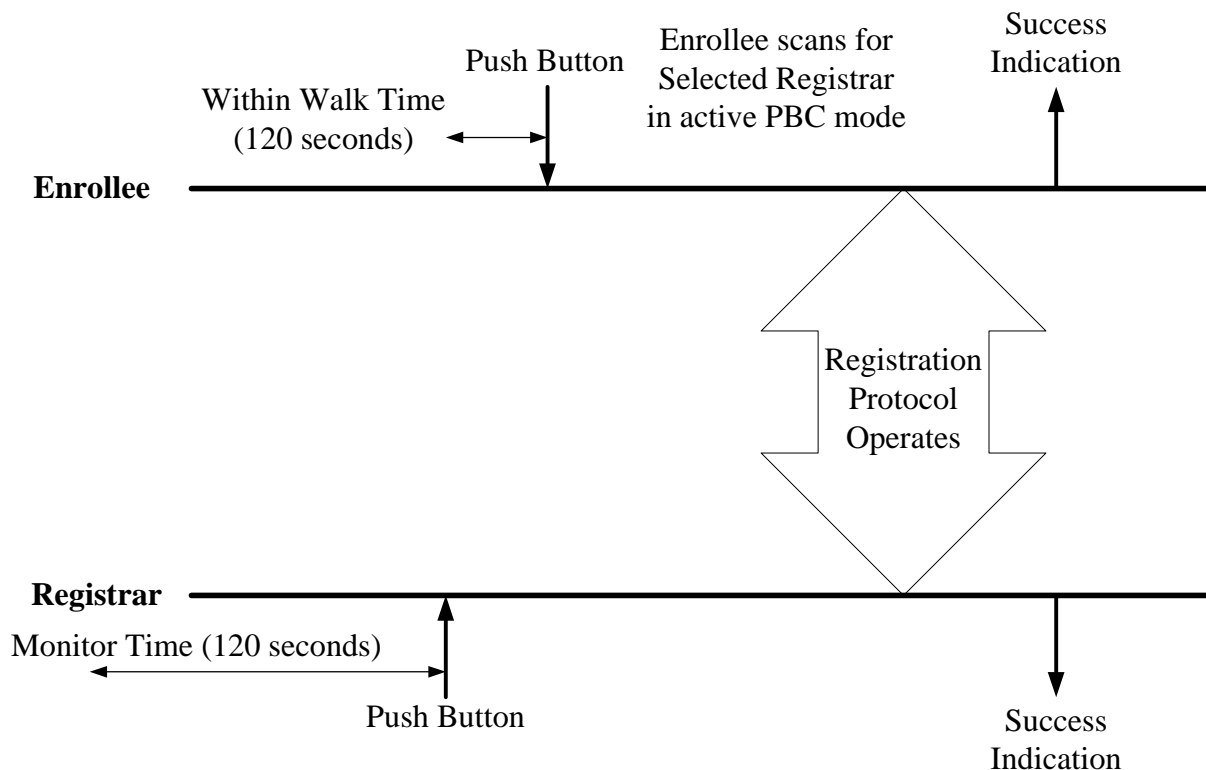 Push Button
Enrollee scans for
Selected Registrar
in active PBC mode
Success
Indication
Within Walk Time
(120 seconds)
Enrollee
Registration
Protocol
Operates
Registrar
Monitor Time (120 seconds)
Push Button
Success
Indication